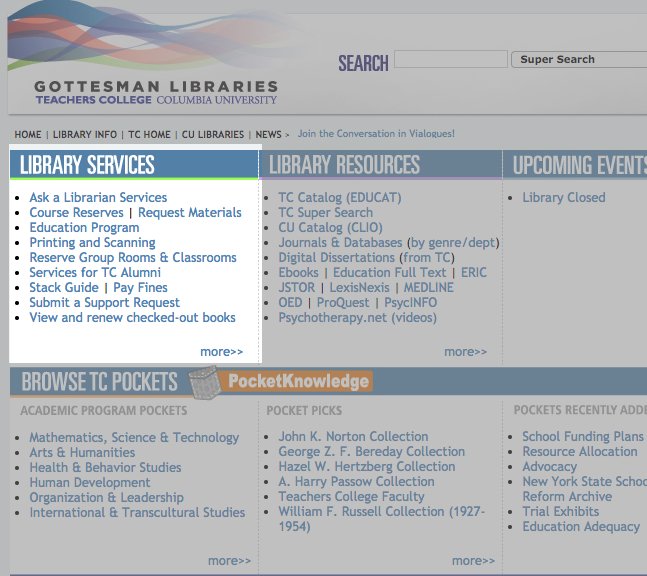 SEARCH
Super Search
GOTTESMAN LIBRARIES
TEACHERS COLLEGE COLUMBIA UNIVERSITY
HOME | LIBRARY INFO | TC HOME | CU LIBRARIES | NEWS > Join the Conversation in Vialogues!
LIBRARY SERVICES
Ask a Librarian Services
Course Reserves | Request Materials
Education Program
Printing and Scanning
Reserve Group Rooms & Classrooms
Services for TC Alumni
Stack Guide | Pay Fines
Submit a Support Request
View and renew checked-out books
more>>
LIBRARY RESOURCES
TC Catalog (EDUCAT)
TC Super Search
CU Catalog (CLIO)
Journals & Databases (by genre/dept)
Digital Dissertations (from TC)
Ebooks | Education Full Text | ERIC
JSTOR | LexisNexis | MEDLINE
OED | ProQuest | PsycINFO
Psychotherapy.net (videos)
more>>
UPCOMING EVENTS
Library Closed
BROWSE TC POCKETS PocketKnowledge
ACADEMIC PROGRAM POCKETS
Mathematics, Science & Technology
Arts & Humanities
Health & Behavior Studies
Human Development
Organization & Leadership
International & Transcultural Studies
more>>
POCKET PICKS
John K. Norton Collection
George Z. F. Bereday Collection
Hazel W. Hertzberg Collection
A. Harry Passow Collection
Teachers College Faculty
William F. Russell Collection (1927-
1954)
more>>
POCKETS RECENTLY ADDE
School Funding Plans
Resource Allocation
Advocacy
New York State Schoo
Reform Archive
Trial Exhibits
Education Adequacy